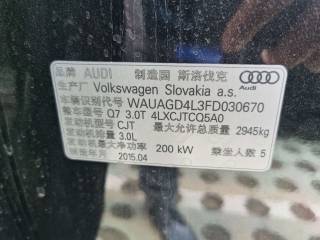 品牌 AUDI 制造国 斯洛伐克
Audi
生产厂 Volkswagen Slovakia a.s.
车辆识别代号 WAUAGD4L3FD030670
整车型号 Q7 3.0T 4LXCJTCQ5A0
发动机型号 CJT 最大允许总质量 2945kg
发动机排量 3.0L
发动机最大净功率 200 kW
制造年月 2015.04 乘坐人数 5